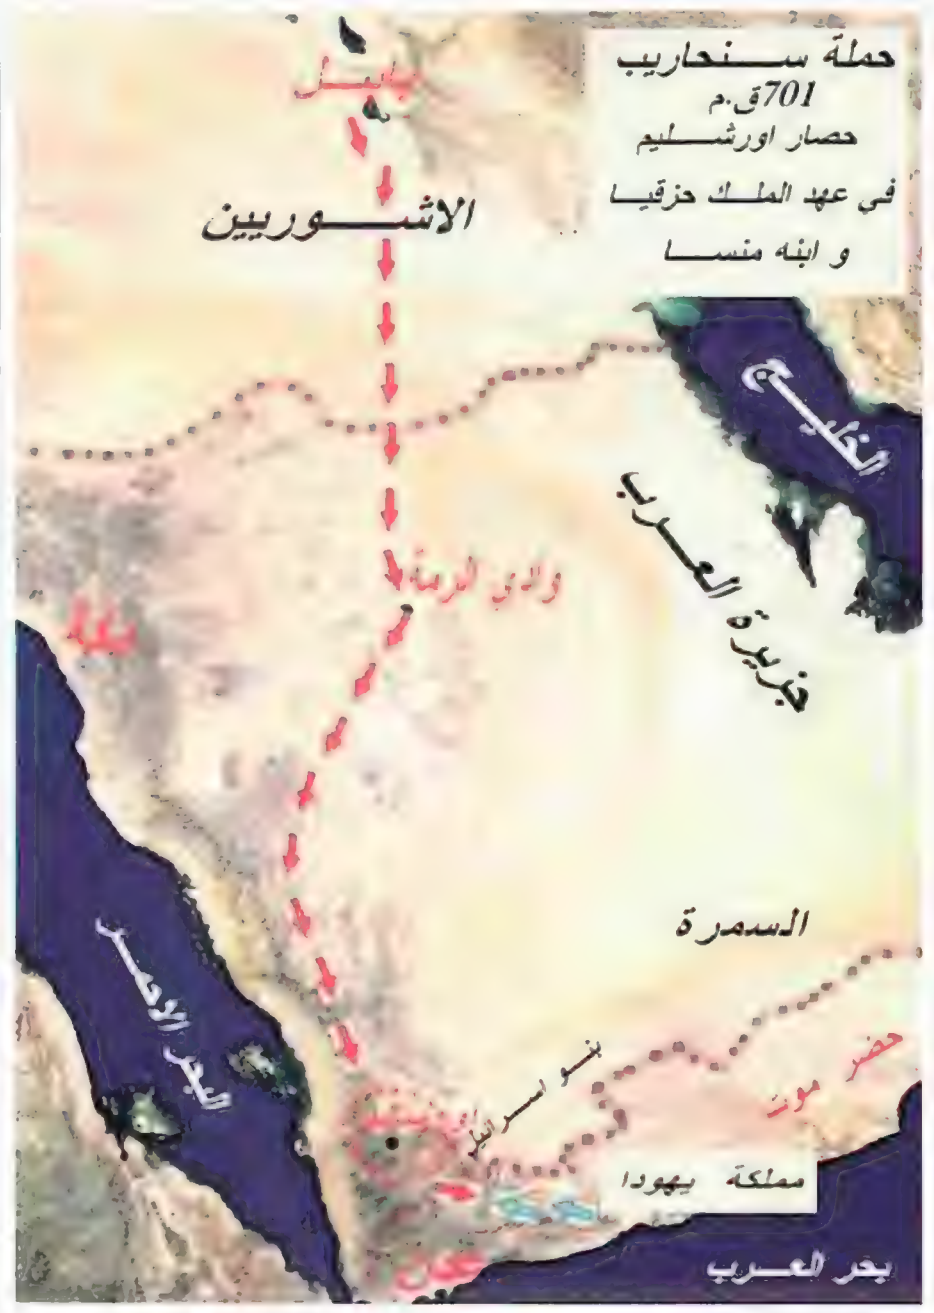 حملة سنحاريب
701ق.م
حصار اورشليم
في عهد الملك حزقيا
و ابنه منسا
بابل
الاشوريين
الخليج
جزيرة العرب
وادي الرمة
السمرة
البحر الاحمر
بنو اسرائيل
حضر موت
مملكة يهودا
عدن
بحر العرب